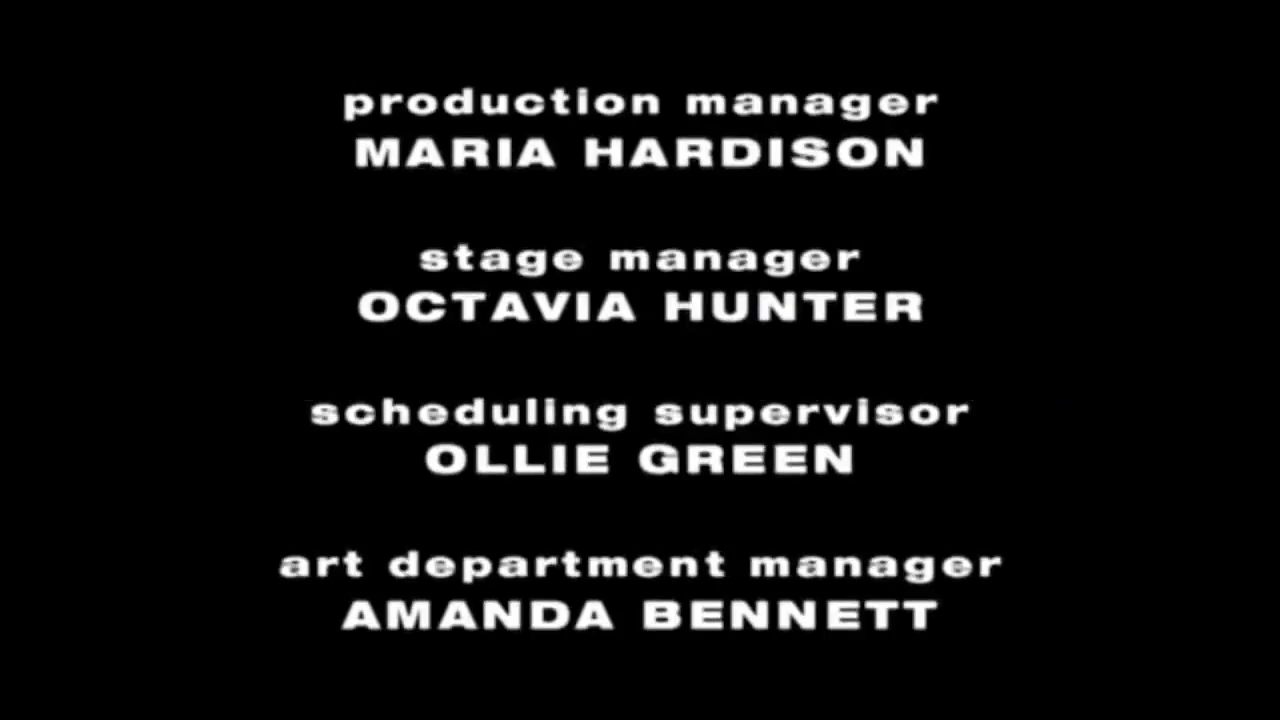 production manager
MARIA HARDISON
stage manager
OCTAVIA HUNTER
scheduling supervisor
OLLIE GREEN
art department manager
AMANDA BENNETT